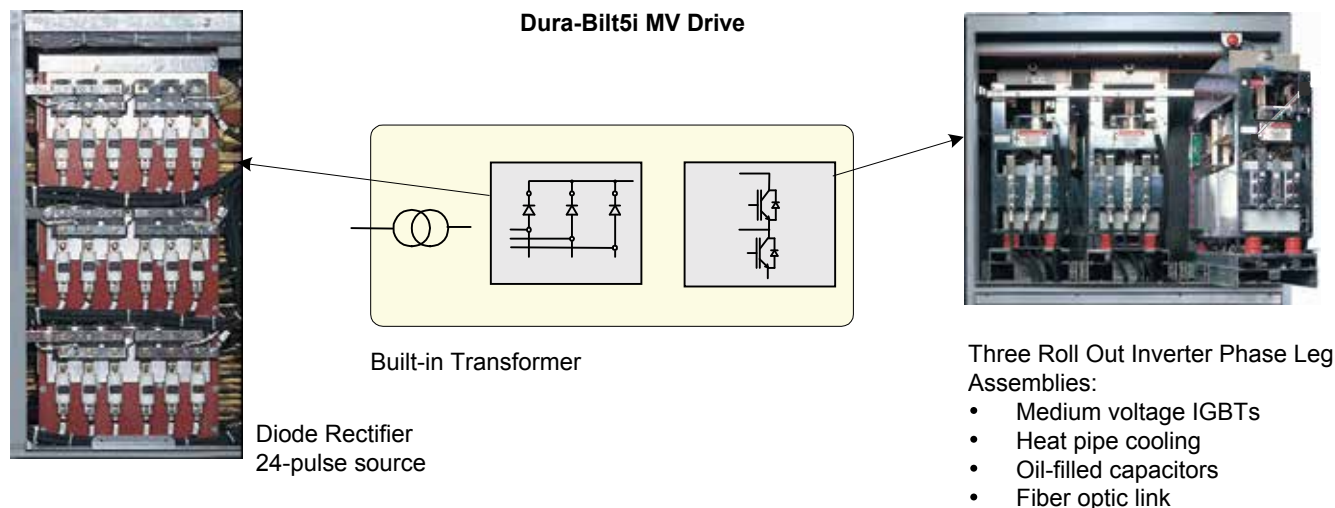 Dura-Bilt5i MV Drive
Built-in Transformer
Diode Rectifier
24-pulse source
Three Roll Out Inverter Phase Leg
Assemblies:
• Medium voltage IGBTs
• Heat pipe cooling
• Oil-filled capacitors
• Fiber optic link